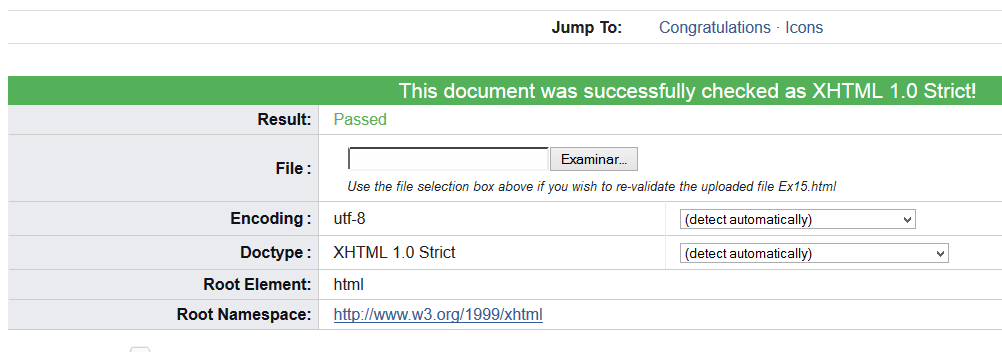 Jump To: Congratulations · Icons
This document was successfully checked as XHTML 1.0 Strict!
Result: Passed
File : Examinar...
Use the file selection box above if you wish to re-validate the uploaded file Ex15.html
Encoding : utf-8 (detect automatically)
Doctype : XHTML 1.0 Strict (detect automatically)
Root Element: html
Root Namespace: http://www.w3.org/1999/xhtml